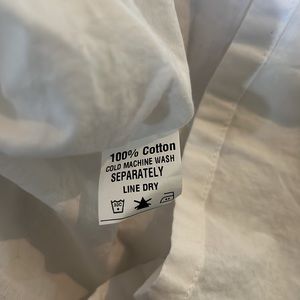 100% Cotton
COLD MACHINE WASH
SEPARATELY
LINE DRY